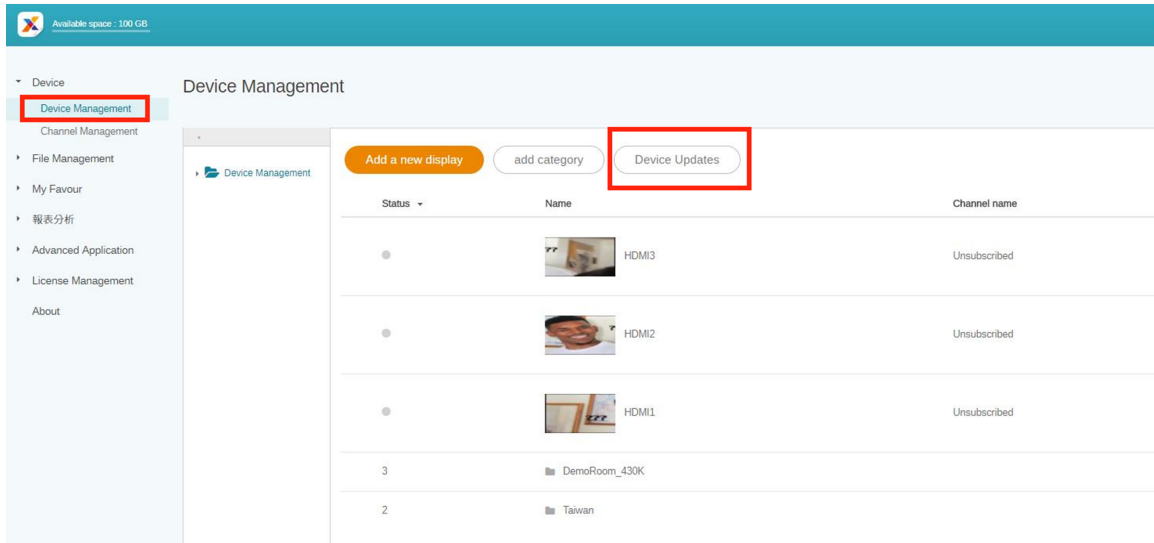 Available space : 100 GB
Device
Device Management
Channel Management
File Management
My Favour
報表分析
Advanced Application
License Management
About
Device Management
Device Management
Add a new display
add category
Device Updates
Status
Name
Channel name
??
HDMI3
Unsubscribed
?
HDMI2
Unsubscribed
???
HDMI1
Unsubscribed
3
DemoRoom_430K
2
Taiwan